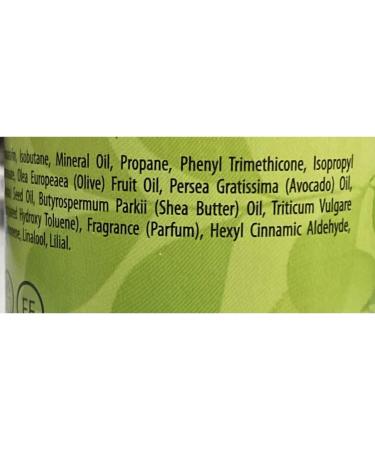 Isobutane, Mineral Oil, Propane, Phenyl Trimethicone, Isopropyl
Olea Europeaea (Olive) Fruit Oil, Persea Gratissima (Avocado) Oil,
Seed Oil, Butyrospermum Parkii (Shea Butter) Oil, Triticum Vulgare
Hydroxy Toluene), Fragrance (Parfum), Hexyl Cinnamic Aldehyde,
Linalool, Lilial.